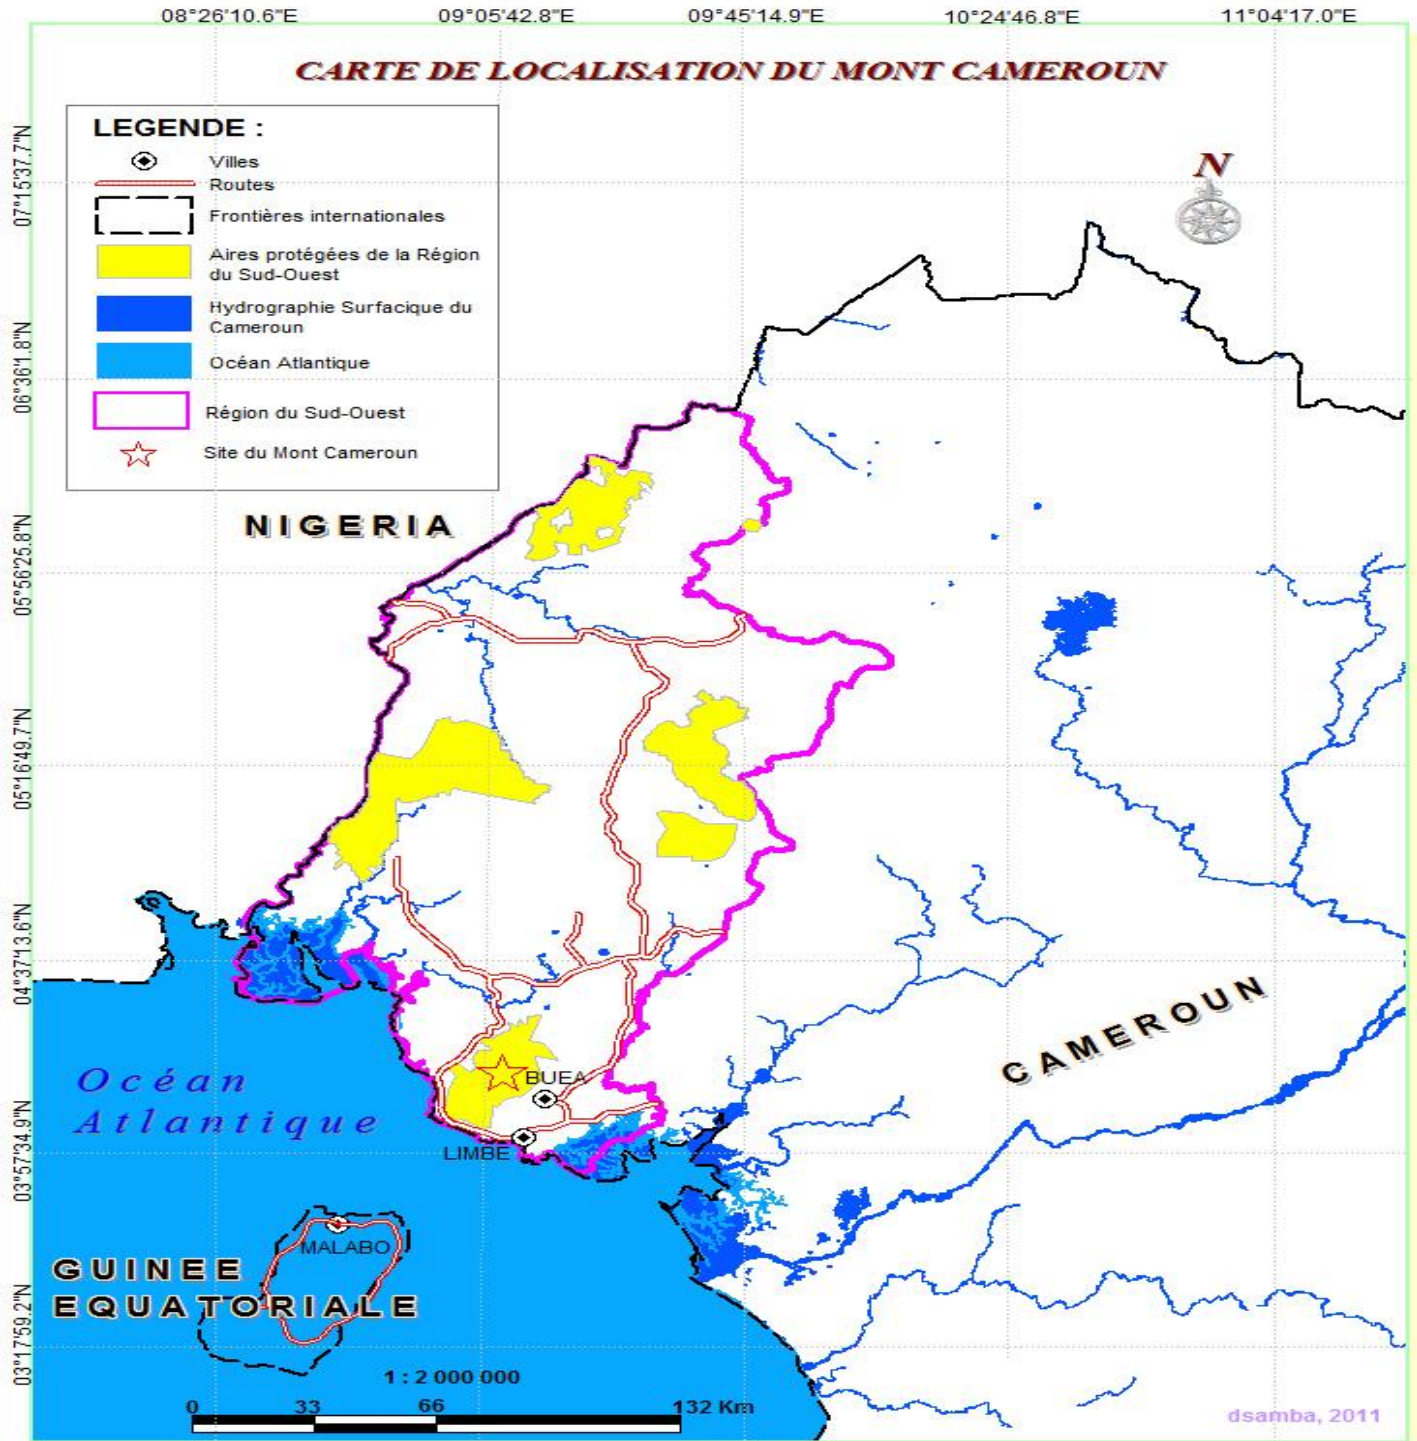 08°26'10.6"E 09°05'42.8"E 09°45'14.9"E 10°24'46.8"E 11°04'17.0"E
CARTE DE LOCALISATION DU MONT CAMEROUN
LEGENDE :
Villes
Routes
Frontières internationales
Aires protégées de la Région
du Sud-Ouest
Hydrographie Surfacique du
Cameroun
Océan Atlantique
Région du Sud-Ouest
Site du Mont Cameroun
N
07°15'37.7"N
06°36'1.8"N
05°56'25.8"N
05°16'49.7"N
04°37'13.6"N
03°57'34.9"N
03°17'59.2"N
NIGERIA
CAMEROUN
Océan
Atlantique
BUEA
LIMBE
MALABO
GUINEE
EQUATORIALE
1 : 2 000 000
0 33 66 132 Km
dsamba, 2011